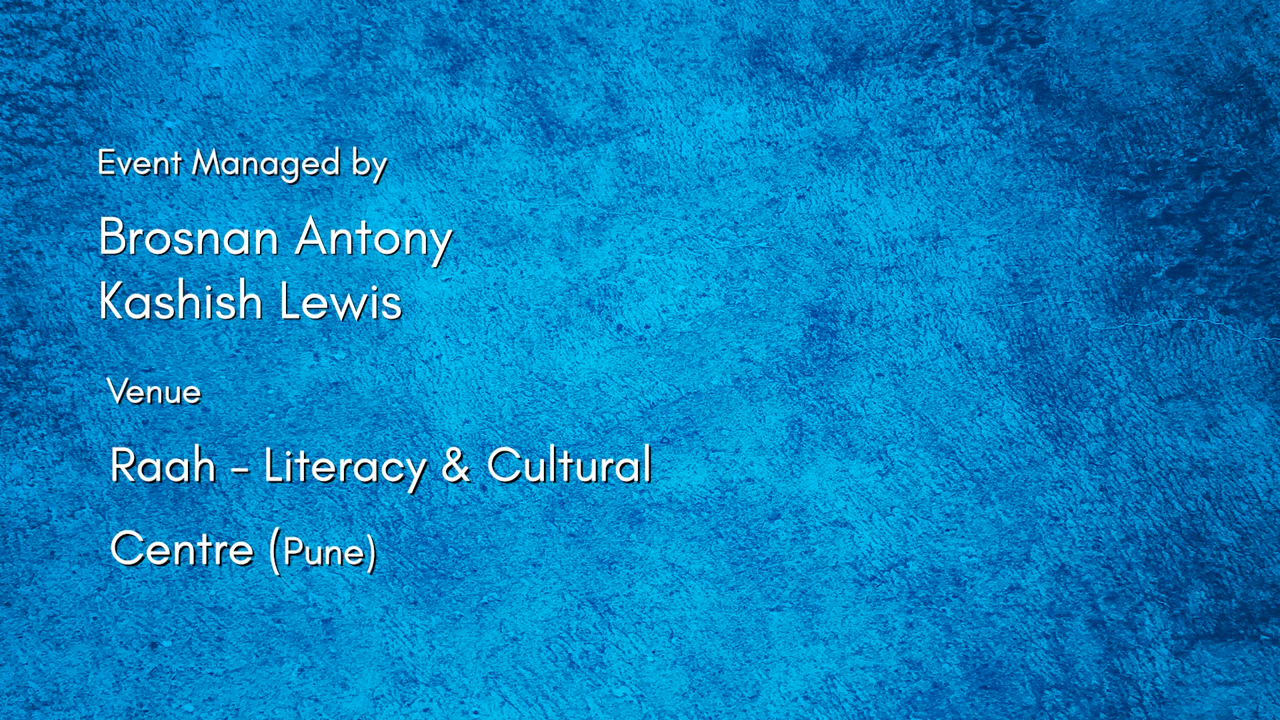 Event Managed by
Brosnan Antony
Kashish Lewis
Venue
Raah - Literacy & Cultural
Centre (Pune)